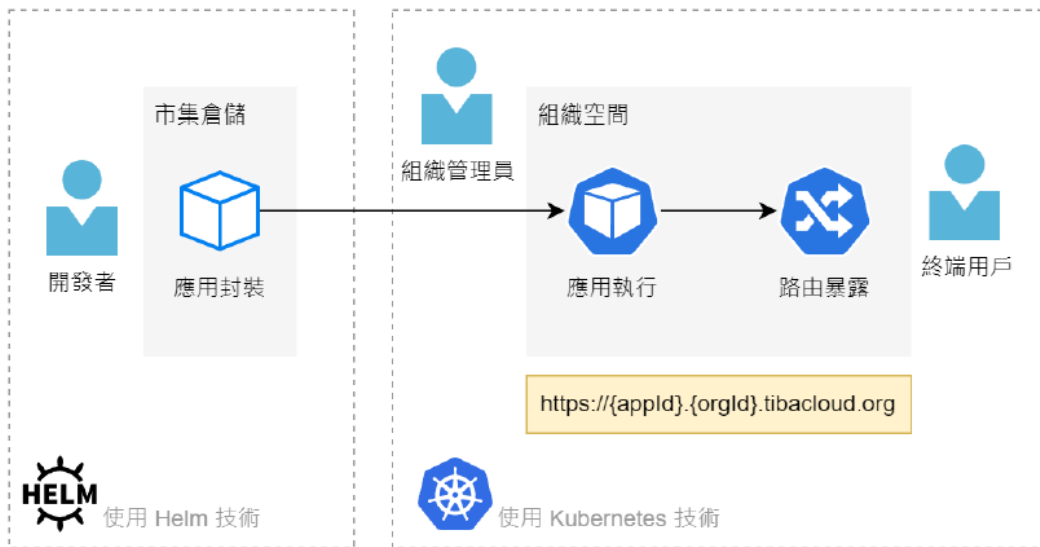 市集倉儲
開發者
應用封裝
HELM
使用 Helm 技術
組織管理員
組織空間
應用執行
路由暴露
終端用戶
https://{appId}.{orgId}.tibacloud.org
使用 Kubernetes 技術